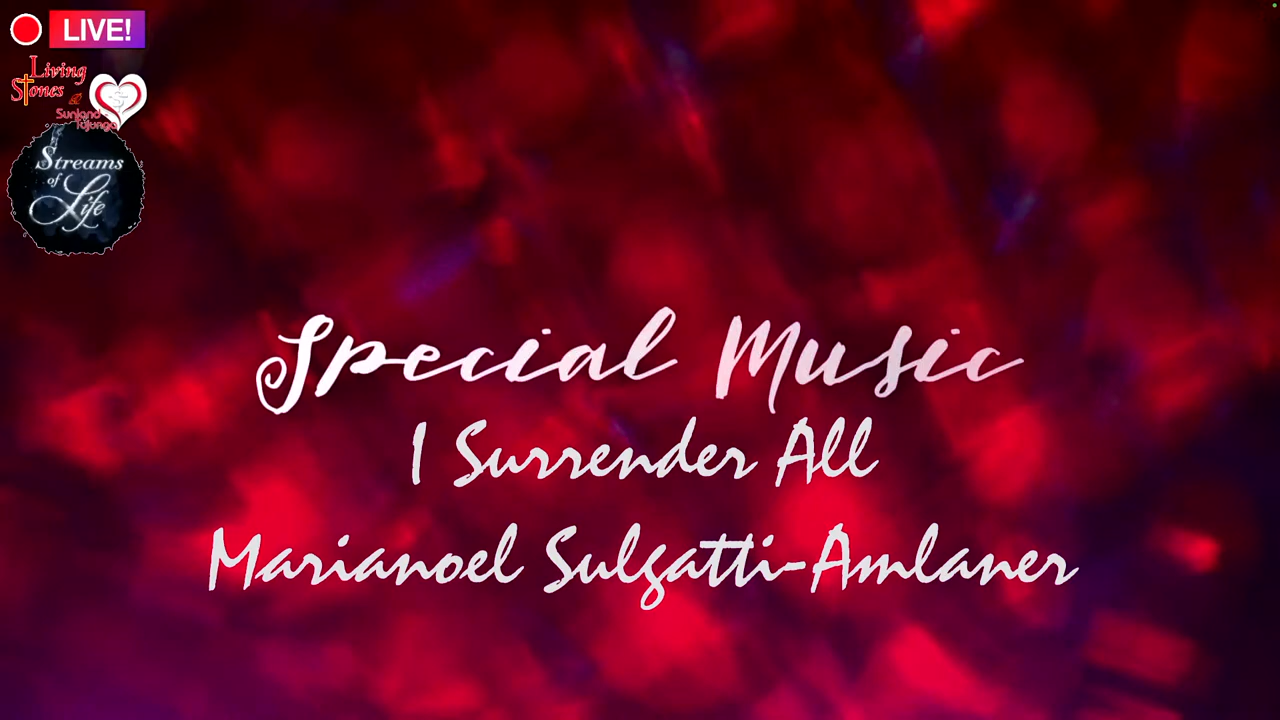 LIVE!
Living
Stones
Sunland
Tujunga
Streams
of
Life
Special Music
I Surrender All
Marianoel Sulgatti-Amlaner